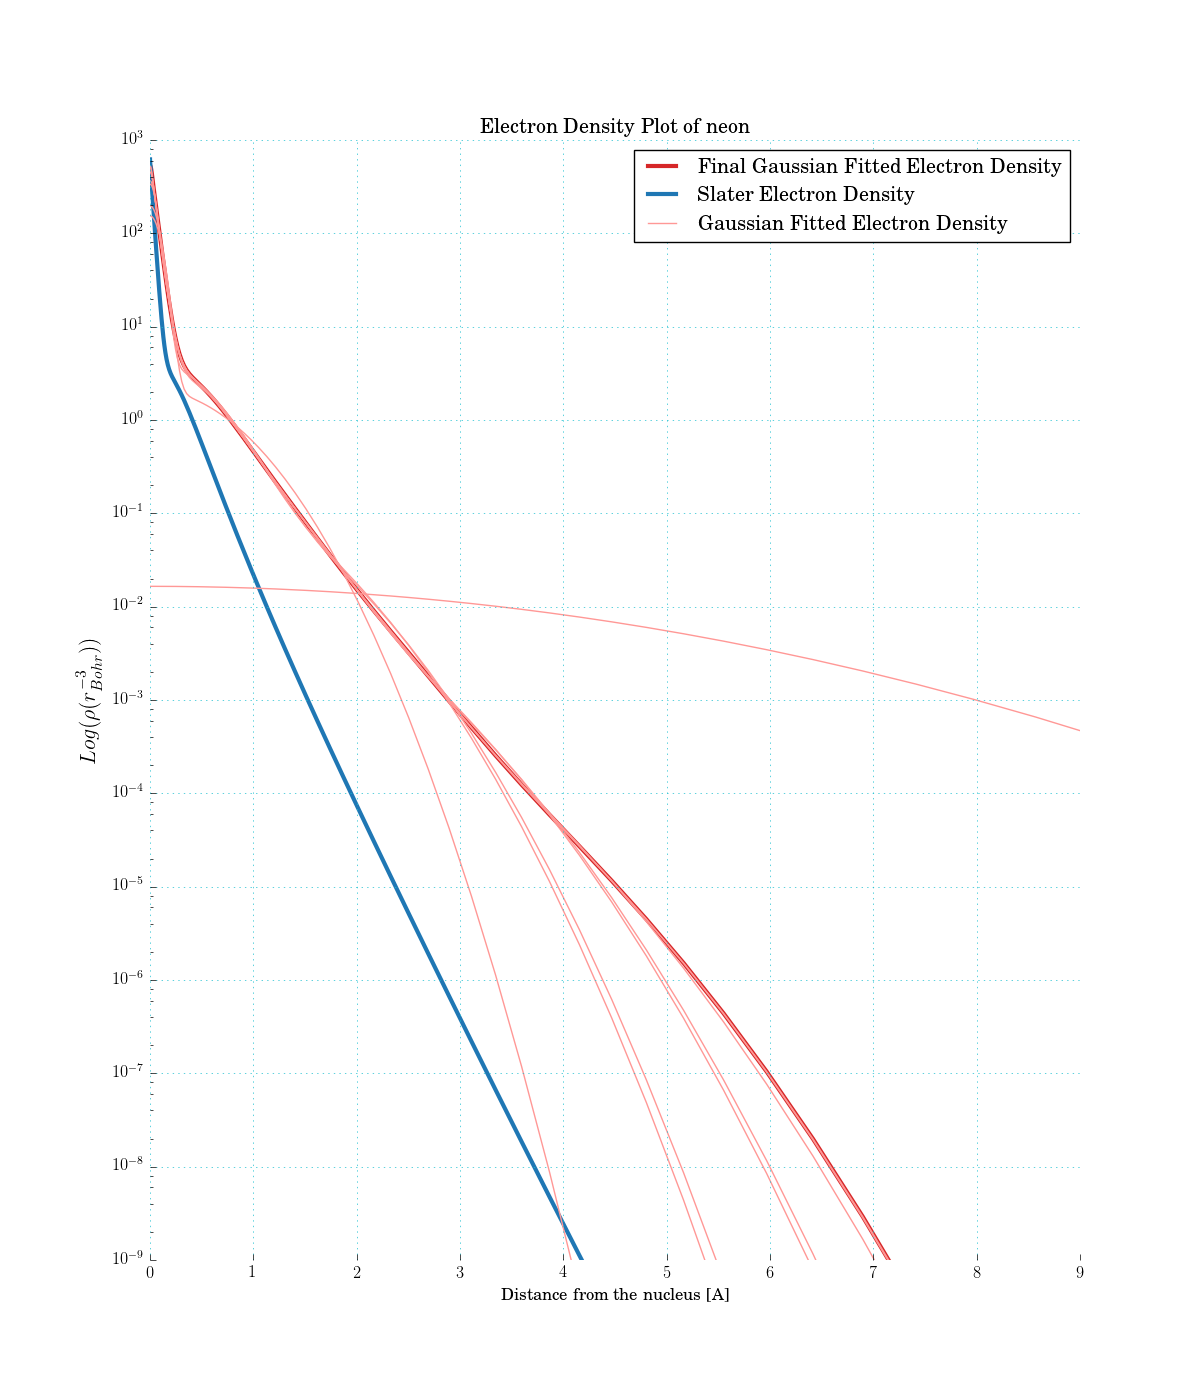 Electron Density Plot of neon
Final Gaussian Fitted Electron Density
Slater Electron Density
Gaussian Fitted Electron Density
10^3
10^2
10^1
10^0
10^−1
10^−2
10^−3
10^−4
10^−5
10^−6
10^−7
10^−8
10^−9
Log(ρ(r_{Bohr}^{−3}))
0 1 2 3 4 5 6 7 8 9
Distance from the nucleus [A]